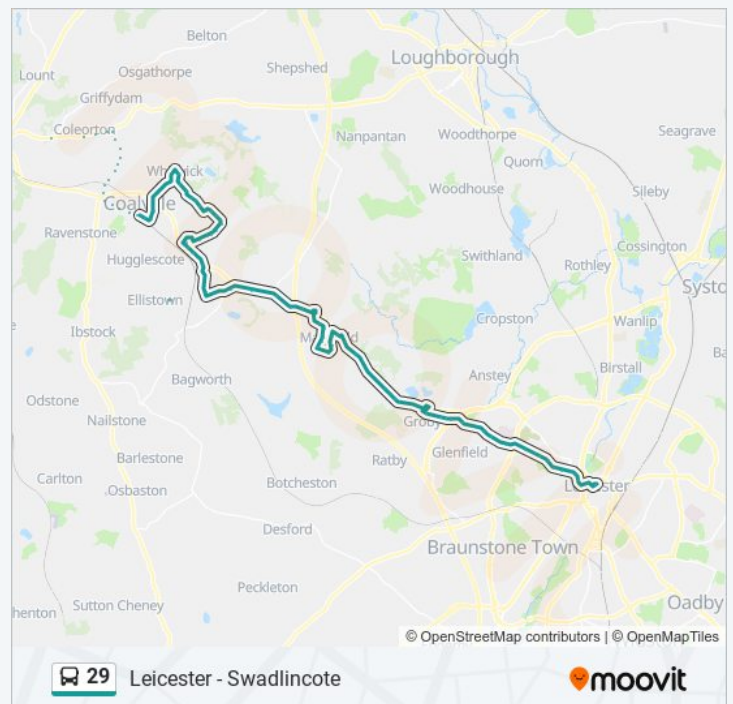 Belton
Loughborough
Lount
Osgathorpe
Shepshed
Griffydam
Coleorton
Nanpantan
Woodthorpe
Seagrave
Quorn
Woodhouse
Sileby
Ravenstone
Cossington
Hugglescote
Swithland
Rothley
Ellistown
Cropston
Wanlip
Ibstock
Bagworth
Anstey
Birstall
Odstone
Nailstone
Groby
Glenfield
Ratby
Barlestone
Carlton
Botcheston
Osbaston
Desford
Braunstone Town
Peckleton
Sutton Cheney
Oadby
© OpenStreetMap contributors | © OpenMapTiles
29 Leicester - Swadlincote
moovit